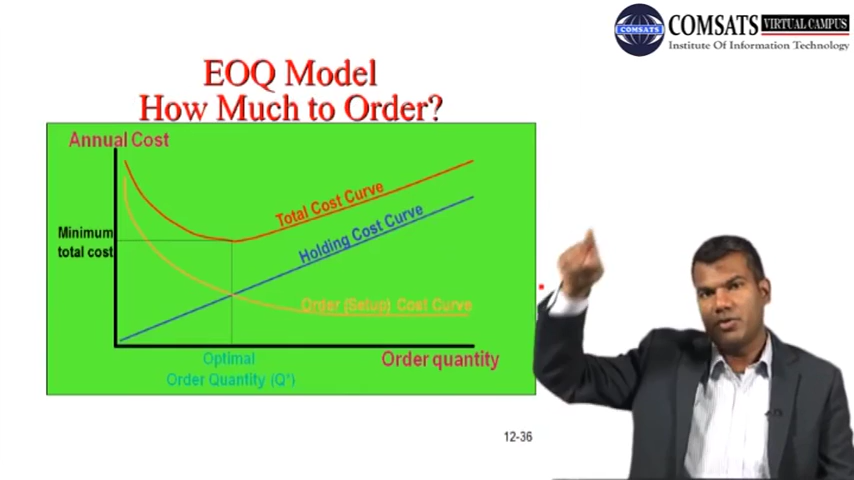 COMSATS VIRTUAL CAMPUS
COMSATS
Institute Of Information Technology
EOQ Model
How Much to Order?
Annual Cost
Total Cost Curve
Holding Cost Curve
Minimum
total cost
Order (Setup) Cost Curve
Optimal
Order Quantity (Q*)
Order quantity
12-36